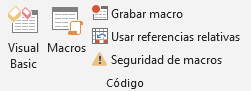 Visual
Basic
Macros
Grabar macro
Usar referencias relativas
Seguridad de macros
Código